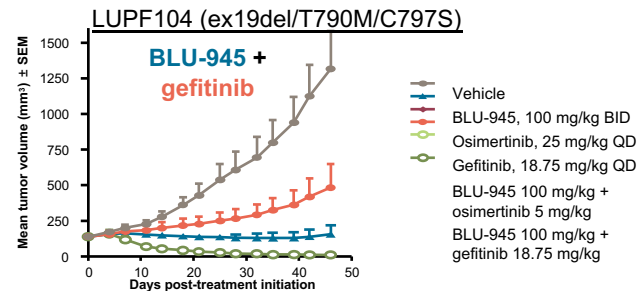 LUPF104 (ex19del/T790M/C797S)
BLU-945 +
gefitinib
Mean tumor volume (mm³) ± SEM
1500
1250
1000
750
500
250
0
0 10 20 30 40 50
Days post-treatment initiation
Vehicle
BLU-945, 100 mg/kg BID
Osimertinib, 25 mg/kg QD
Gefitinib, 18.75 mg/kg QD
BLU-945 100 mg/kg +
osimertinib 5 mg/kg
BLU-945 100 mg/kg +
gefitinib 18.75 mg/kg